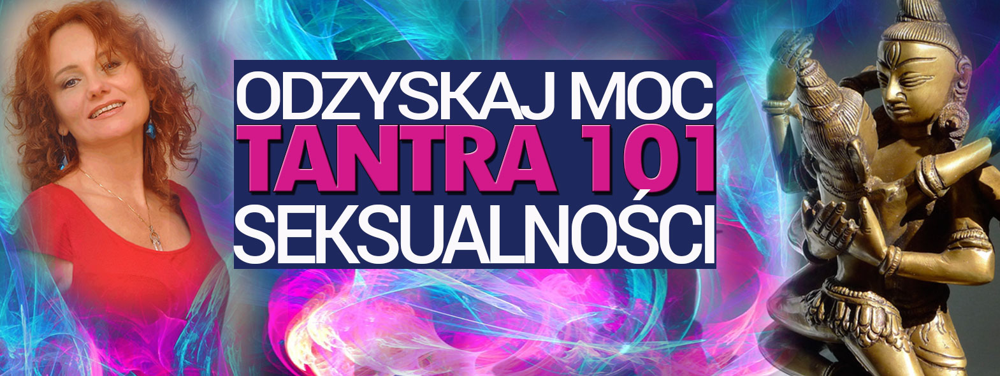 ODZYSKAJ MOC
TANTRA 101
SEKSUALNOŚCI